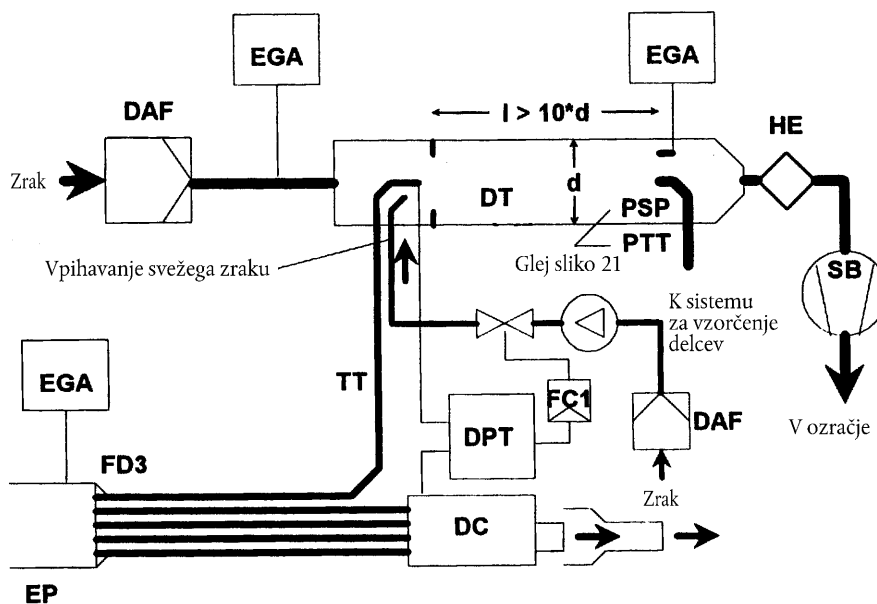 EGA
EGA
DAF
l > 10*d
HE
Zrak
d
DT
PSP
PTT
Vpihavanje svežega zraku
Glej sliko 21
SB
K sistemu
za vzorčenje
delcev
EGA
TT
FC1
DAF
V ozračje
DPT
FD3
Zrak
DC
EP